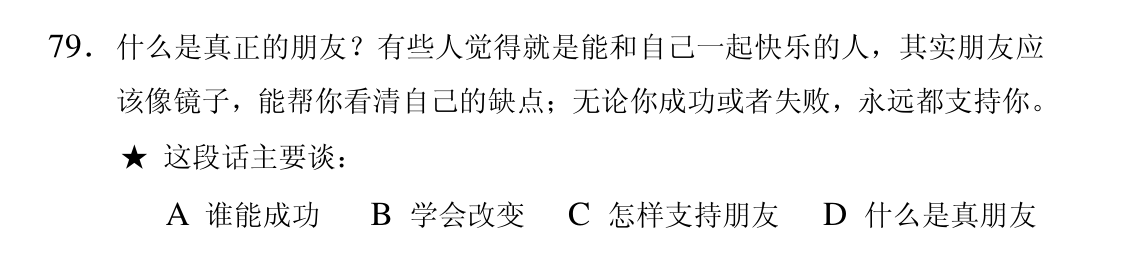 79. 什么是真正的朋友？有些人觉得就是能和自己一起快乐的人，其实朋友应
该像镜子，能帮你看清自己的缺点；无论你成功或者失败，永远都支持你。
★ 这段话主要谈：
A 谁能成功 B 学会改变 C 怎样支持朋友 D 什么是真朋友